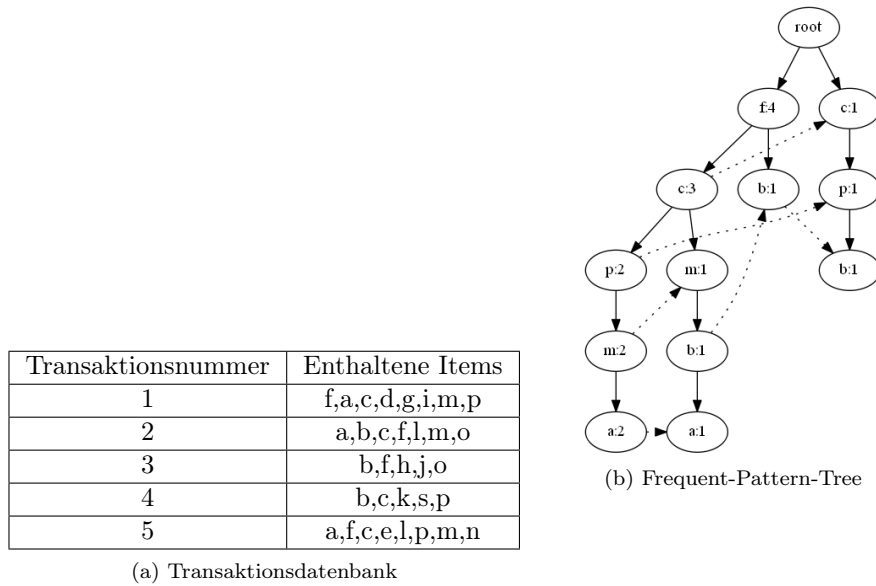 root
f:4
c:1
c:3
b:1
p:1
p:2
m:1
b:1
m:2
b:1
a:2
a:1
(b) Frequent-Pattern-Tree
Transaktionsnummer Enthaltene Items
1 f,a,c,d,g,i,m,p
2 a,b,c,f,l,m,o
3 b,f,h,j,o
4 b,c,k,s,p
5 a,f,c,e,l,p,m,n
(a) Transaktionsdatenbank